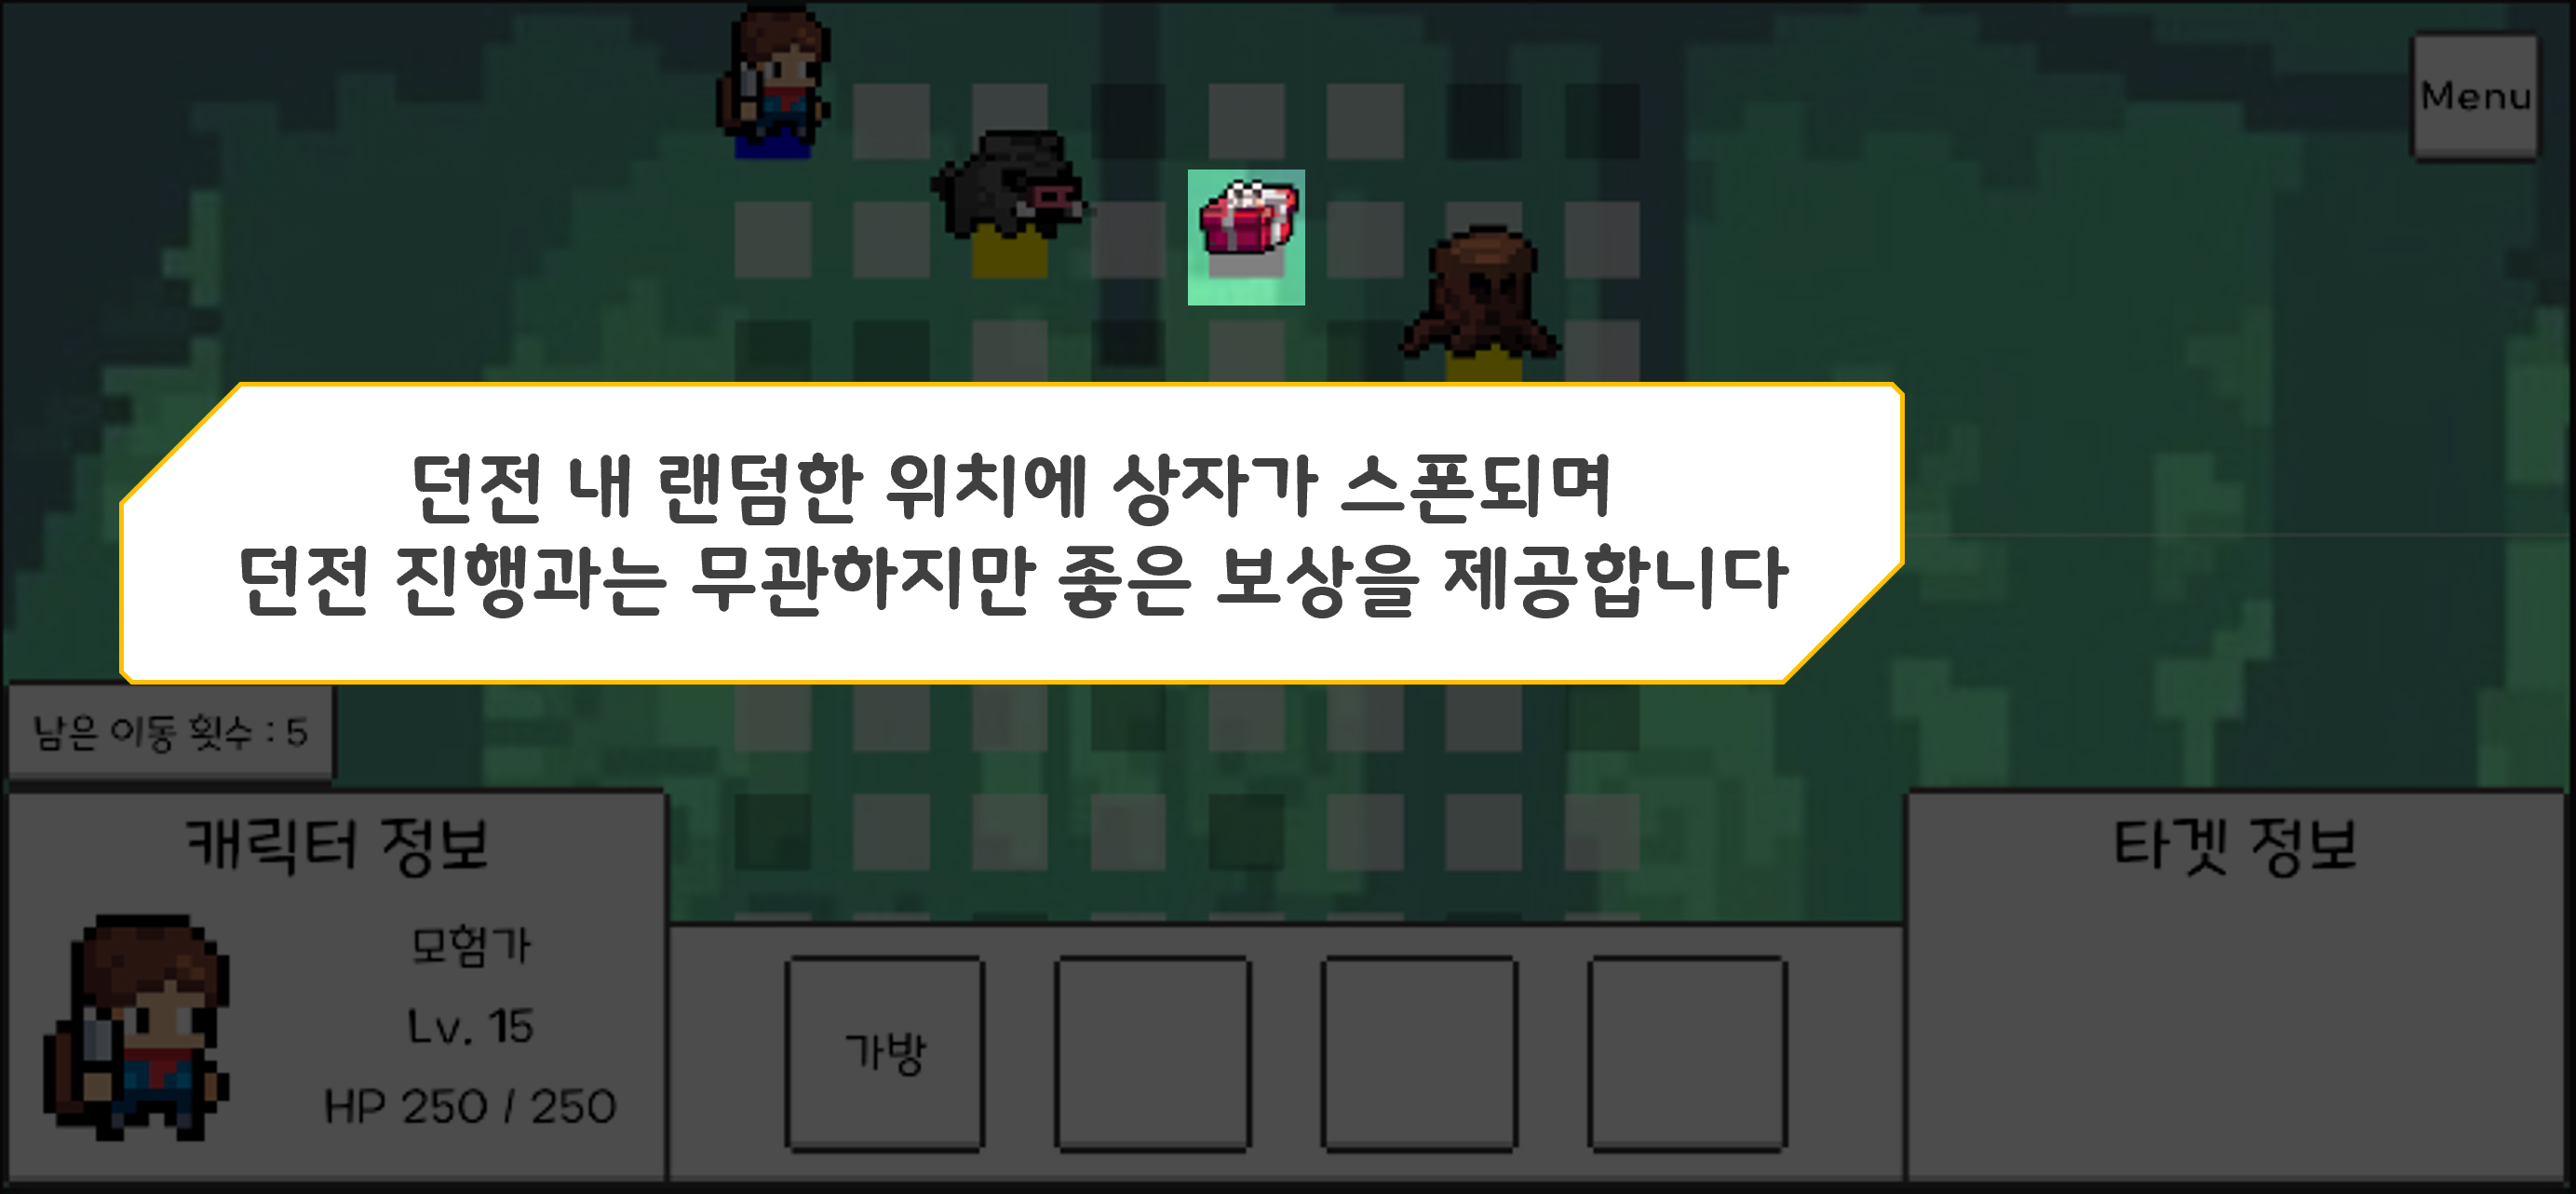 Menu
던전 내 랜덤한 위치에 상자가 스폰되며
던전 진행과는 무관하지만 좋은 보상을 제공합니다
남은 이동 횟수 : 5
캐릭터 정보
모험가
Lv. 15
HP 250 / 250
가방
타겟 정보